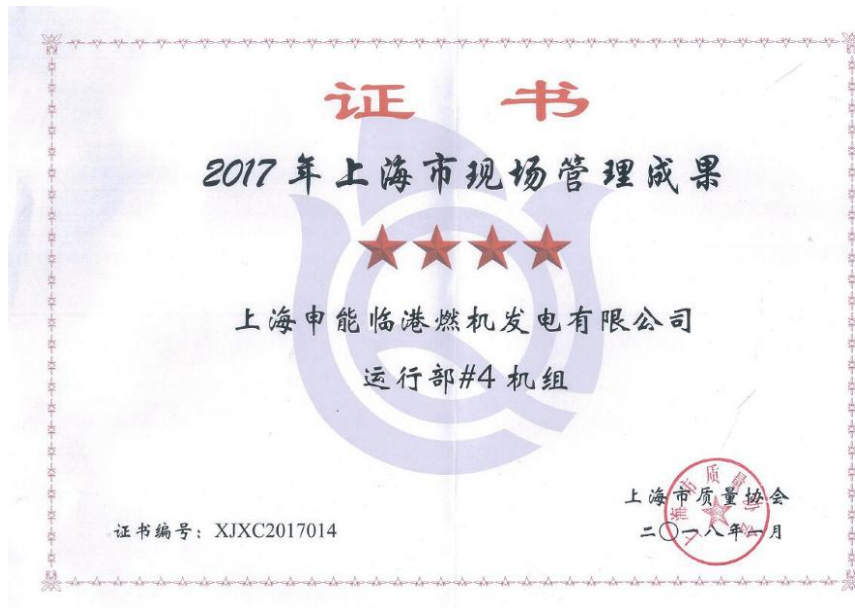 证 书
2017年上海市现场管理成果
上海申能临港燃机发电有限公司
运行部#4机组
上海市质量协会
二〇一八年一月
证书编号：XJXC2017014